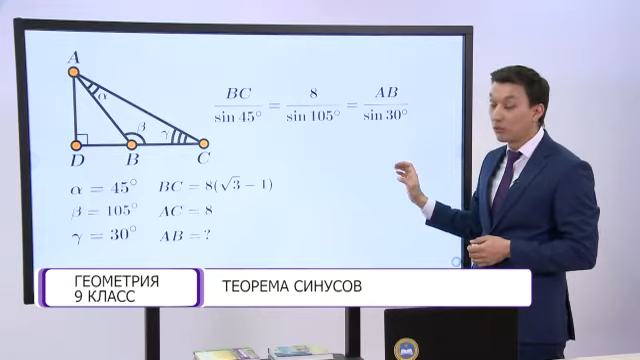 A
α
β
γ
D B C
BC / sin 45° = 8 / sin 105° = AB / sin 30°
α = 45° BC = 8(√3 − 1)
β = 105° AC = 8
γ = 30° AB = ?
ГЕОМЕТРИЯ
9 КЛАСС
ТЕОРЕМА СИНУСОВ